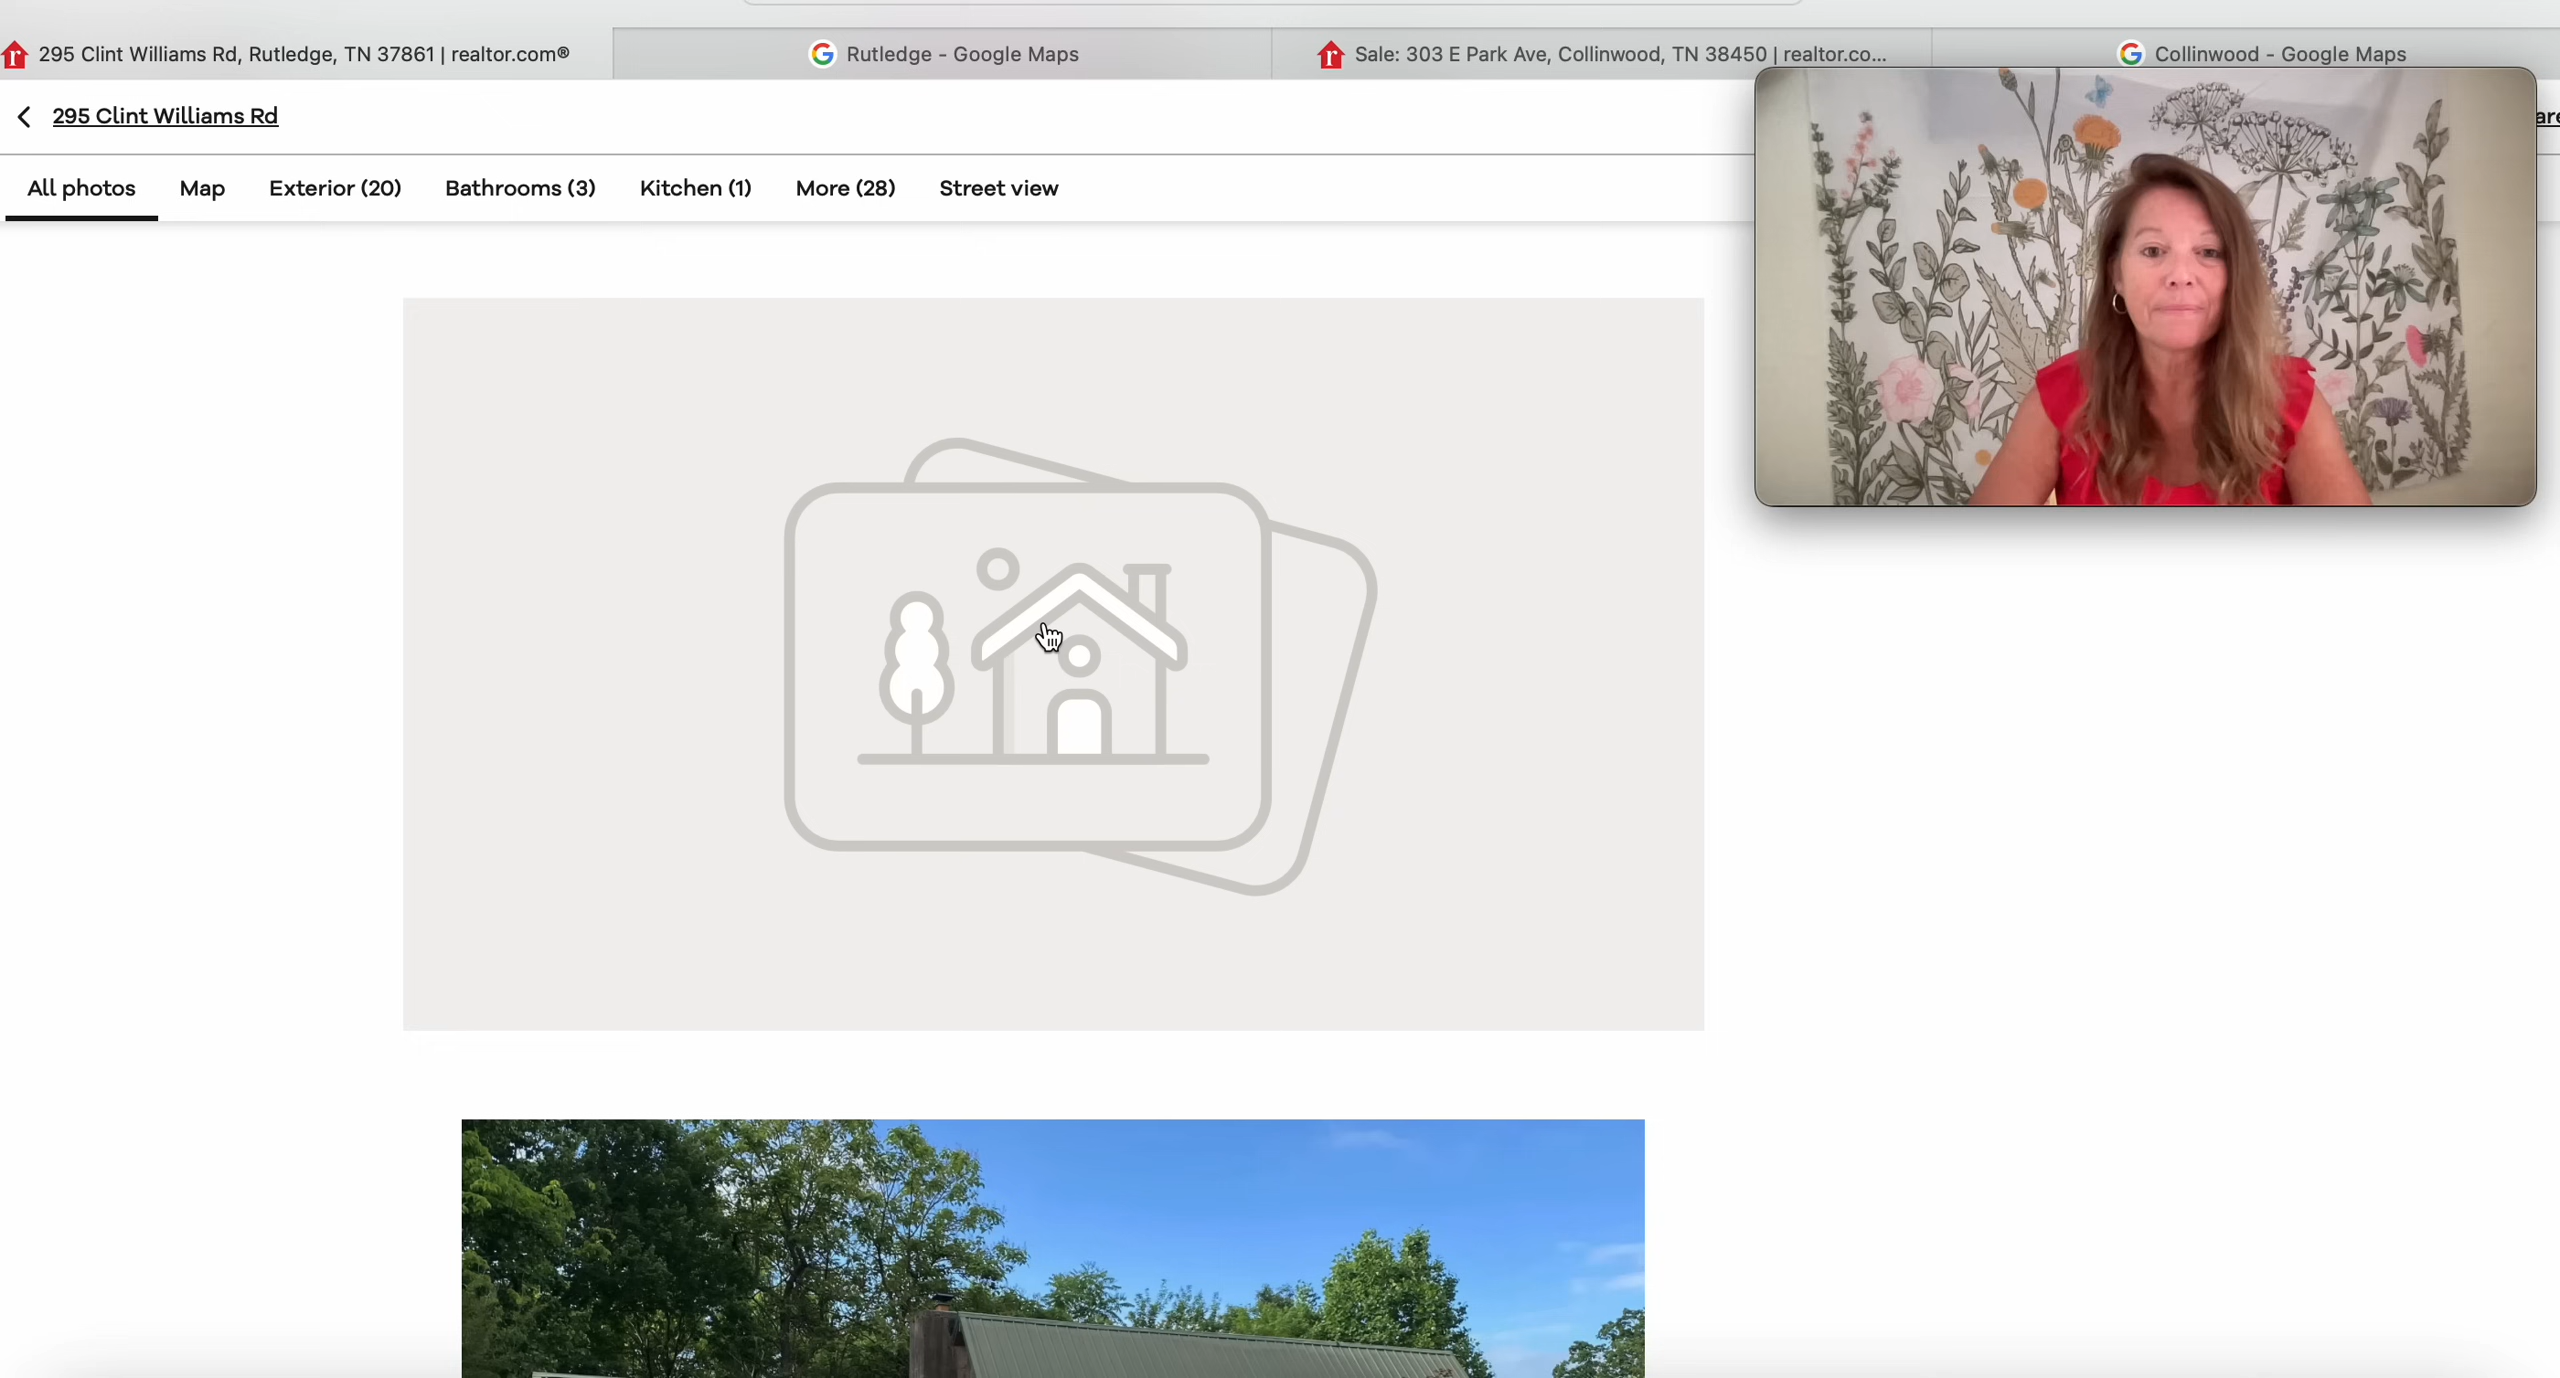 295 Clint Williams Rd, Rutledge, TN 37861 | realtor.com®
Rutledge - Google Maps
Sale: 303 E Park Ave, Collinwood, TN 38450 | realtor.co...
Collinwood - Google Maps
295 Clint Williams Rd
All photos Map Exterior (20) Bathrooms (3) Kitchen (1) More (28) Street view